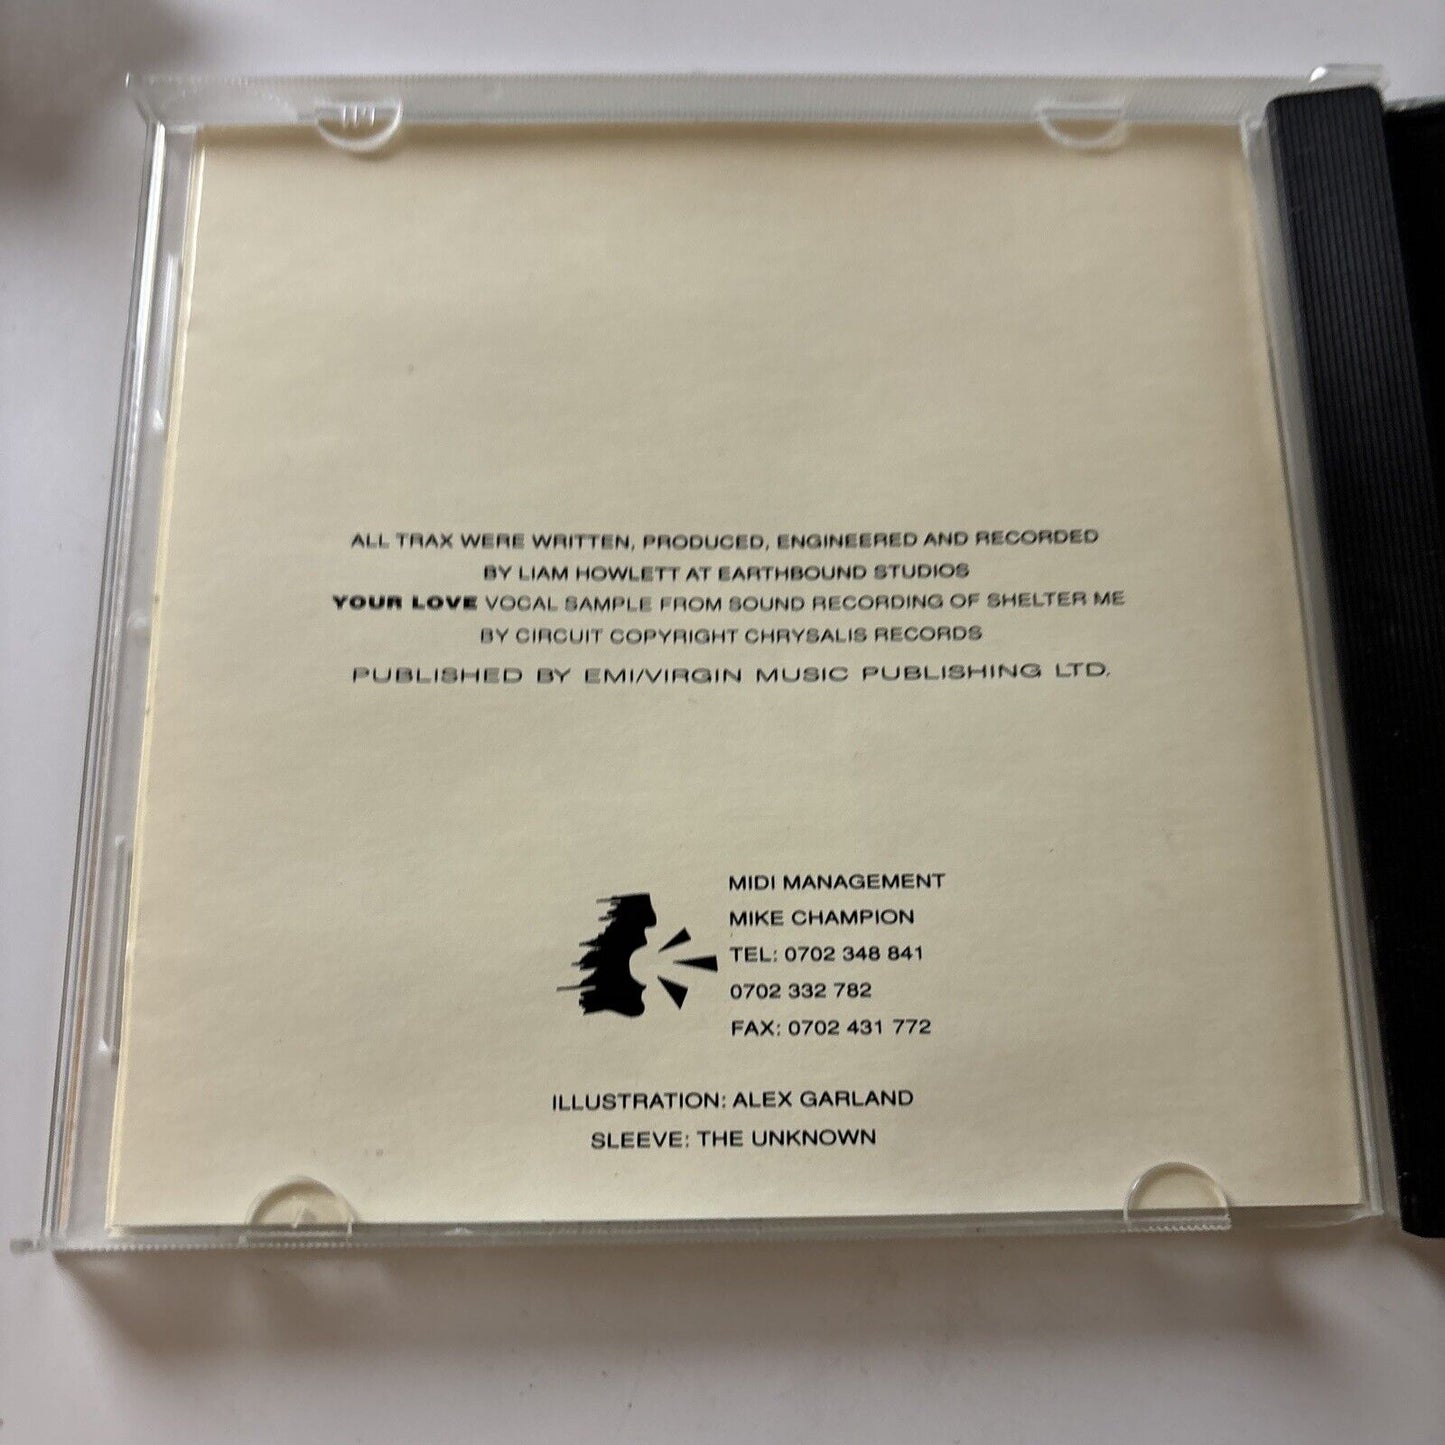 ALL TRAX WERE WRITTEN, PRODUCED, ENGINEERED AND RECORDED
BY LIAM HOWLETT AT EARTHBOUND STUDIOS
YOUR LOVE VOCAL SAMPLE FROM SOUND RECORDING OF SHELTER ME
BY CIRCUIT COPYRIGHT CHRYSALIS RECORDS
PUBLISHED BY EMI/VIRGIN MUSIC PUBLISHING LTD.
MIDI MANAGEMENT
MIKE CHAMPION
TEL: 0702 348 841
0702 332 782
FAX: 0702 431 772
ILLUSTRATION: ALEX GARLAND
SLEEVE: THE UNKNOWN